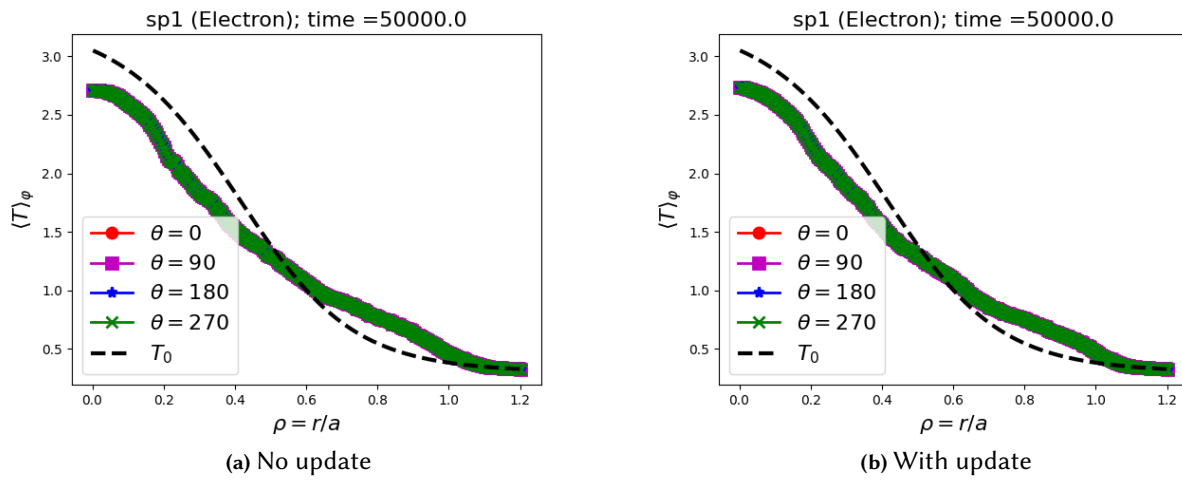 sp1 (Electron); time =50000.0
3.0
2.5
2.0
1.5
1.0
0.5
⟨T⟩φ
θ = 0
θ = 90
θ = 180
θ = 270
T₀
0.0 0.2 0.4 0.6 0.8 1.0 1.2
ρ = r/a
(a) No update
sp1 (Electron); time =50000.0
3.0
2.5
2.0
1.5
1.0
0.5
⟨T⟩φ
θ = 0
θ = 90
θ = 180
θ = 270
T₀
0.0 0.2 0.4 0.6 0.8 1.0 1.2
ρ = r/a
(b) With update